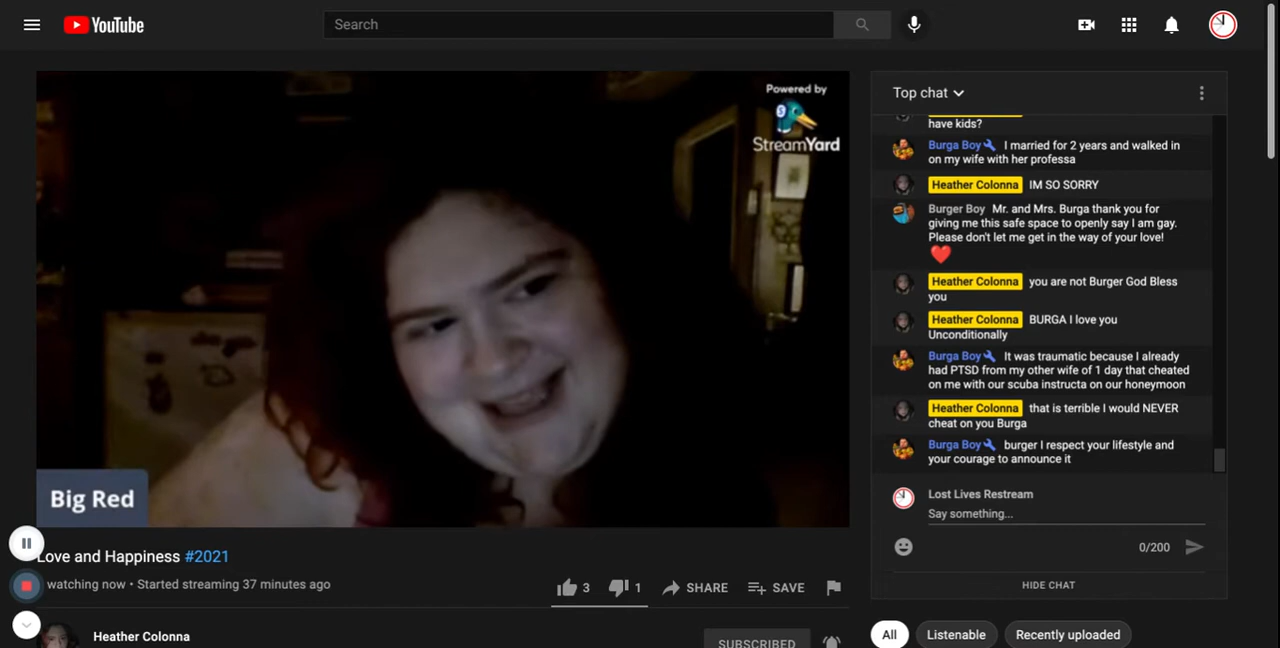 YouTube
Search
Powered by
StreamYard
Big Red
Love and Happiness #2021
watching now • Started streaming 37 minutes ago
3
1
SHARE
SAVE
Heather Colonna
SUBSCRIBED
Top chat
have kids?
Burga Boy I married for 2 years and walked in
on my wife with her professa
Heather Colonna IM SO SORRY
Burger Boy Mr. and Mrs. Burga thank you for
giving me this safe space to openly say I am gay.
Please don't let me get in the way of your love!
❤️
Heather Colonna you are not Burger God Bless
you
Heather Colonna BURGA I love you
Unconditionally
Burga Boy It was traumatic because I already
had PTSD from my other wife of 1 day that cheated
on me with our scuba instructa on our honeymoon
Heather Colonna that is terrible I would NEVER
cheat on you Burga
Burga Boy burger I respect your lifestyle and
your courage to announce it
Lost Lives Restream
Say something...
0/200
HIDE CHAT
All
Listenable
Recently uploaded